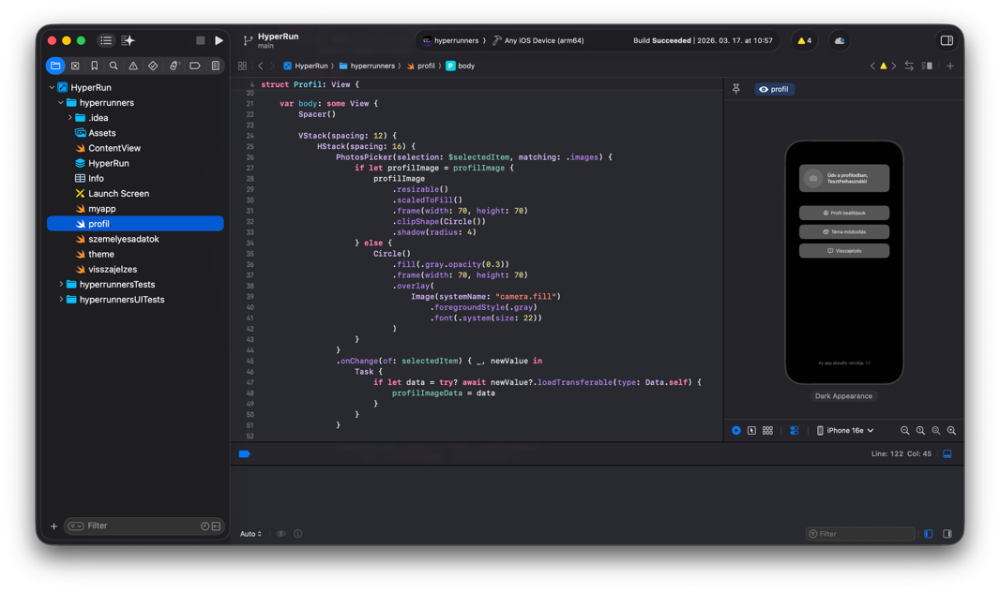 HyperRun
main
hyperrunners
Any iOS Device (arm64)
Build Succeeded | 2026. 03. 17. at 10:57
4
HyperRun
hyperrunners
.idea
Assets
ContentView
HyperRun
Info
Launch Screen
myapp
profil
szemelyesadatok
theme
visszajelzes
hyperrunnersTests
hyperrunnersUITests
Filter
HyperRun
hyperrunners
profil
P body
4 struct Profil: View {
20
21 var body: some View {
22 Spacer()
23
24 VStack(spacing: 12) {
25 HStack(spacing: 16) {
26 PhotosPicker(selection: $selectedItem, matching: .images) {
27 if let profilImage = profilImage {
28 profilImage
29 .resizable()
30 .scaledToFill()
31 .frame(width: 70, height: 70)
32 .clipShape(Circle())
33 .shadow(radius: 4)
34 } else {
35 Circle()
36 .fill(.gray.opacity(0.3))
37 .frame(width: 70, height: 70)
38 .overlay(
39 Image(systemName: "camera.fill")
40 .foregroundStyle(.gray)
41 .font(.system(size: 22))
42 )
43 }
44 }
45 .onChange(of: selectedItem) { _, newValue in
46 Task {
47 if let data = try? await newValue?.loadTransferable(type: Data.self) {
48 profilImageData = data
49 }
50 }
51 }
52
profil
Üdv a profilodban,
TesztFelhasználó!
Profil beállítások
Téma módosítás
Visszajelzés
Az app aktuális verziója: 1.1
Dark Appearance
iPhone 16e
Line: 122 Col: 45
Auto
Filter